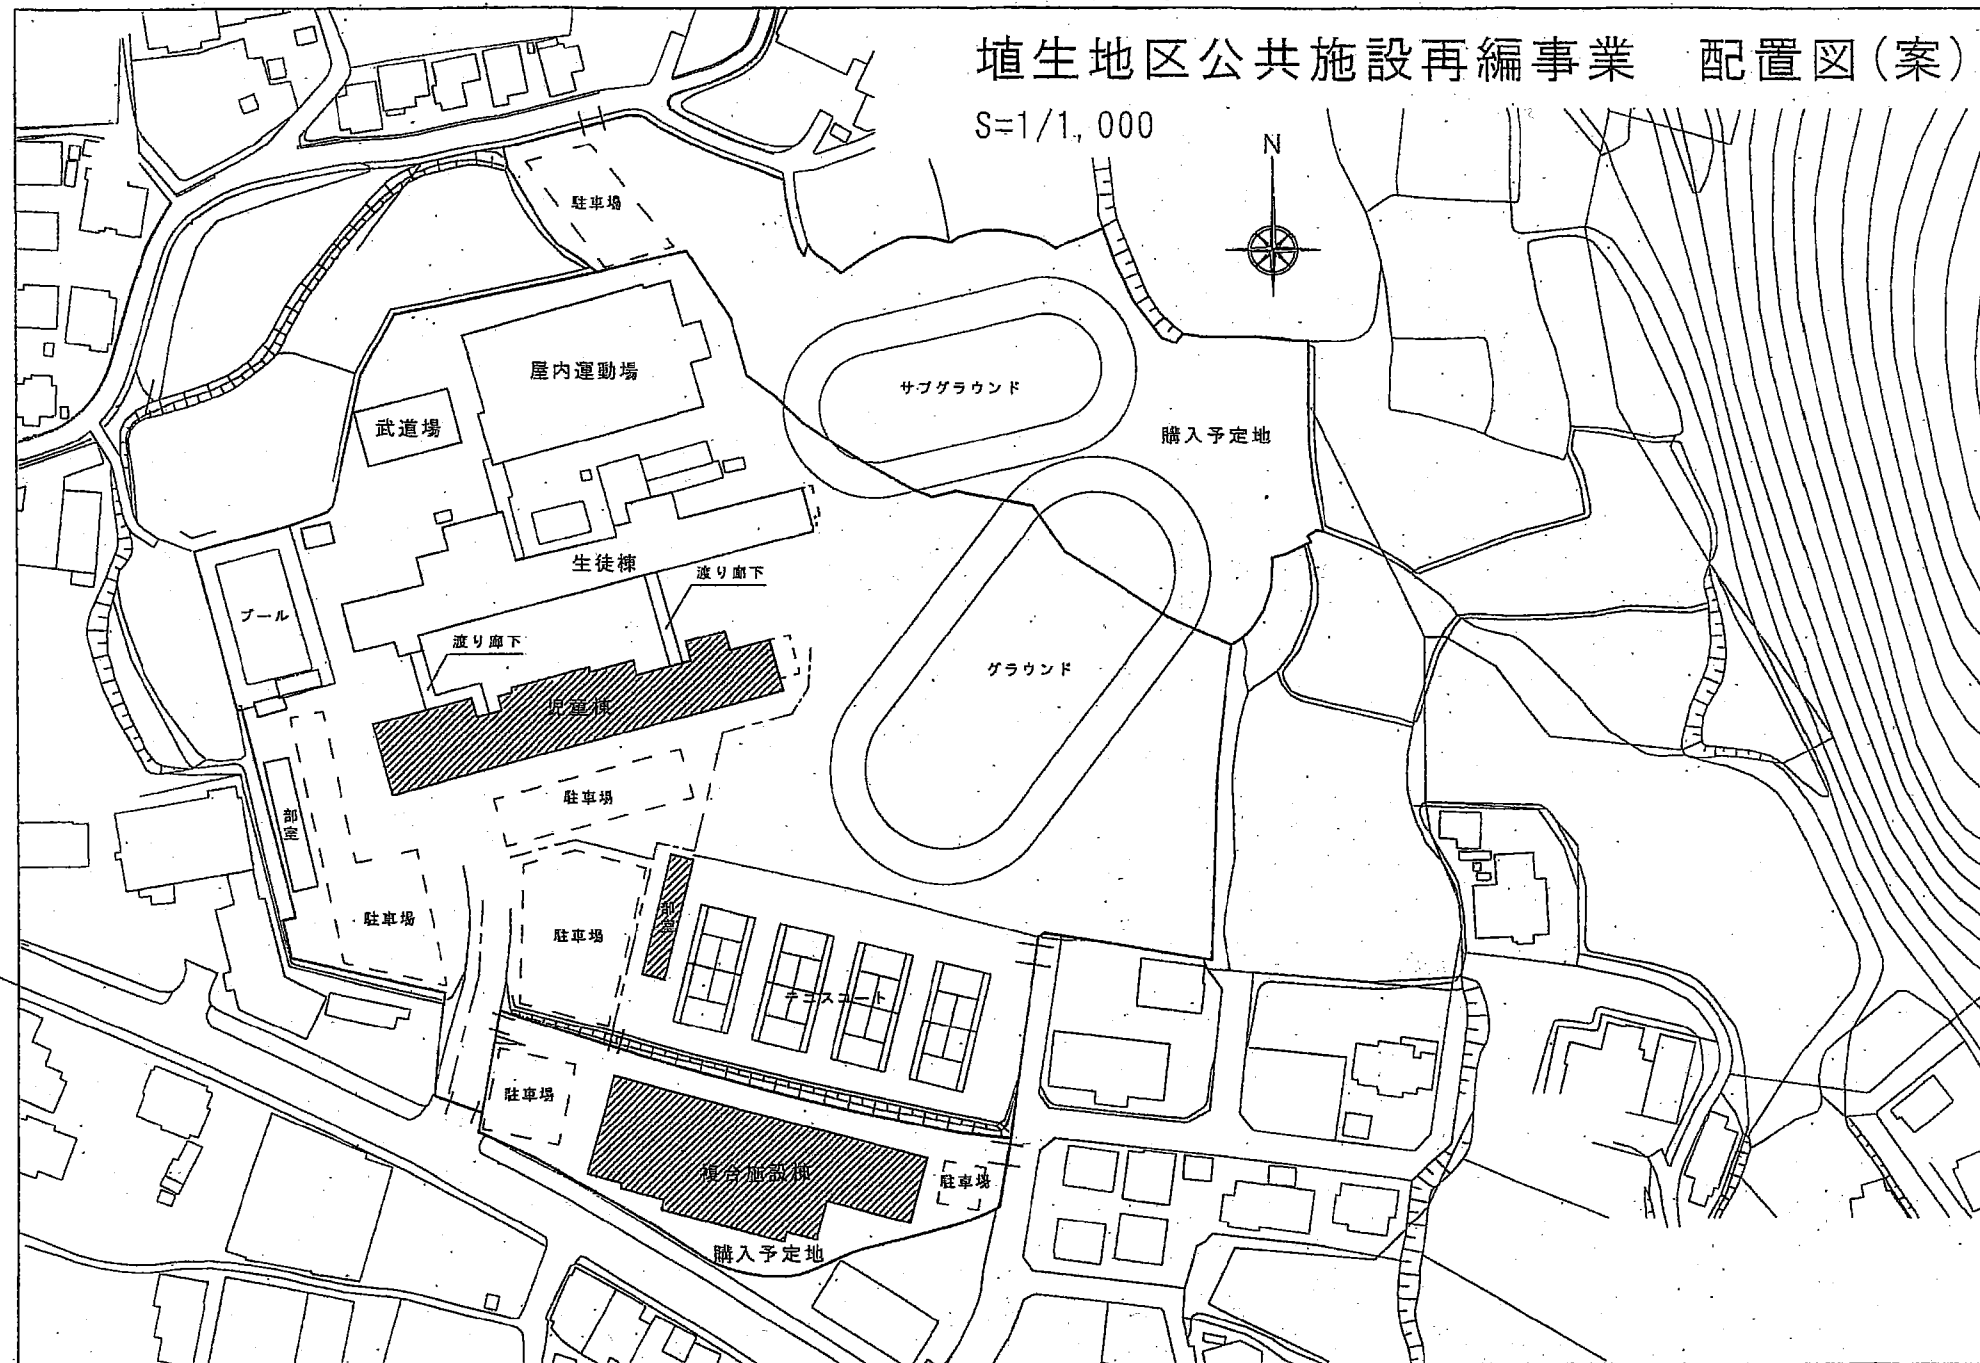 埴生地区公共施設再編事業　配置図(案)
S=1/1,000
N
駐車場
屋内運動場
サブグラウンド
武道場
購入予定地
生徒棟
渡り廊下
プール
渡り廊下
グラウンド
児童棟
駐車場
部室
駐車場
駐車場
部室
テニスコート
駐車場
複合施設棟
駐車場
購入予定地